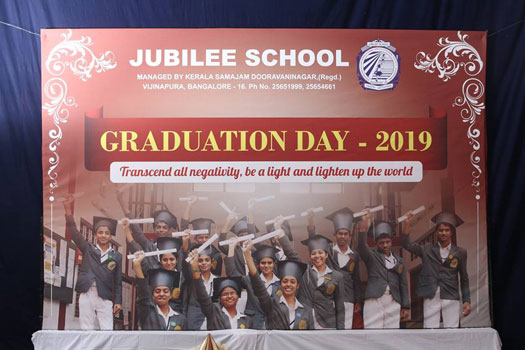 JUBILEE SCHOOL
MANAGED BY KERALA SAMAJAM DOORAVANINAGAR,(Regd.)
VIJINAPURA, BANGALORE - 16. Ph No. 25651999, 25654661
GRADUATION DAY - 2019
Transcend all negativity, be a light and lighten up the world